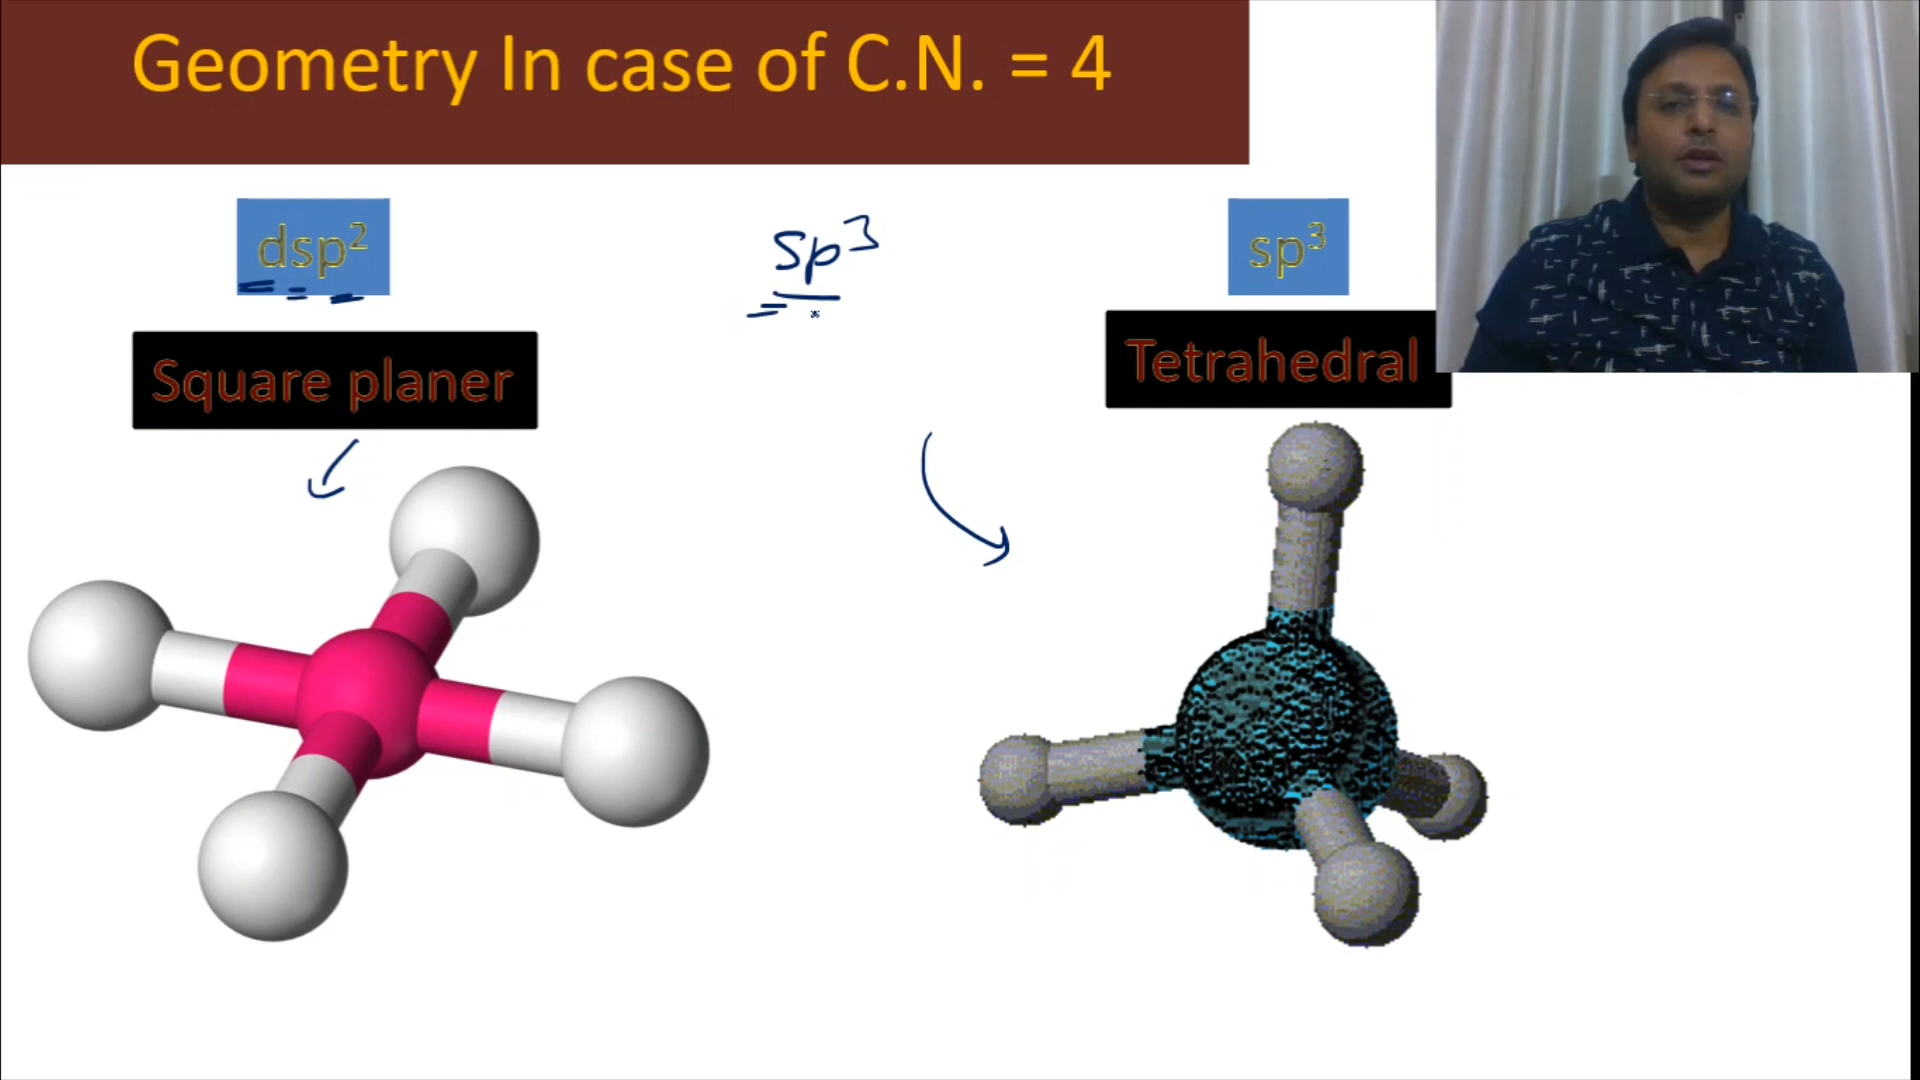 Geometry In case of C.N. = 4
dsp²
sp³
sp³
Square planer
Tetrahedral